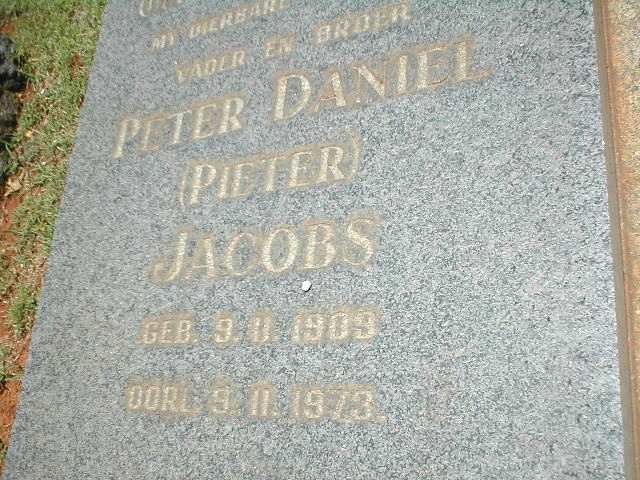 MY DIERBARE
VADER EN BROER
PETER DANIEL
(PIETER)
JACOBS
GEB. 9. 11. 1909
OORL. 9. 11. 1973.